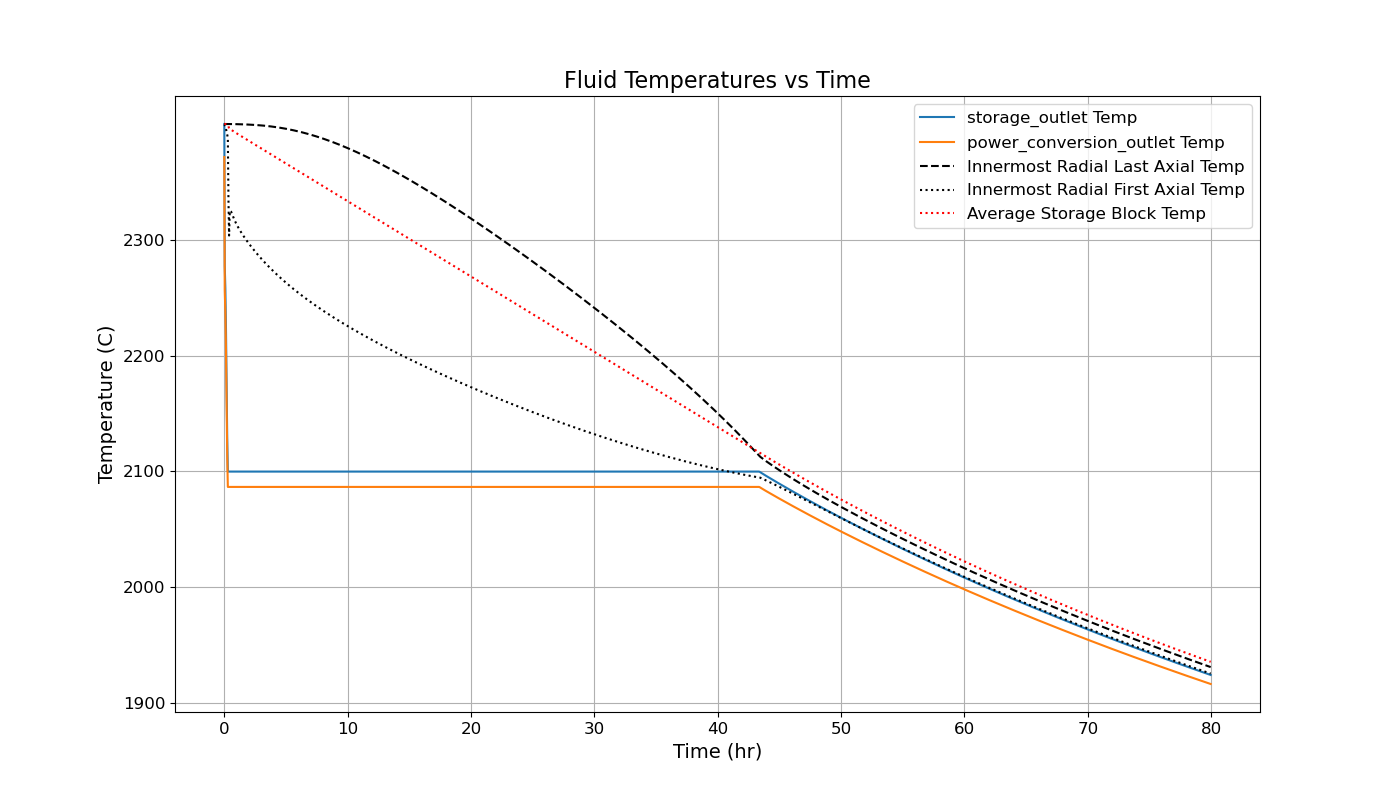 Fluid Temperatures vs Time
storage_outlet Temp
power_conversion_outlet Temp
Innermost Radial Last Axial Temp
Innermost Radial First Axial Temp
Average Storage Block Temp
Temperature (C)
2300
2200
2100
2000
1900
0 10 20 30 40 50 60 70 80
Time (hr)